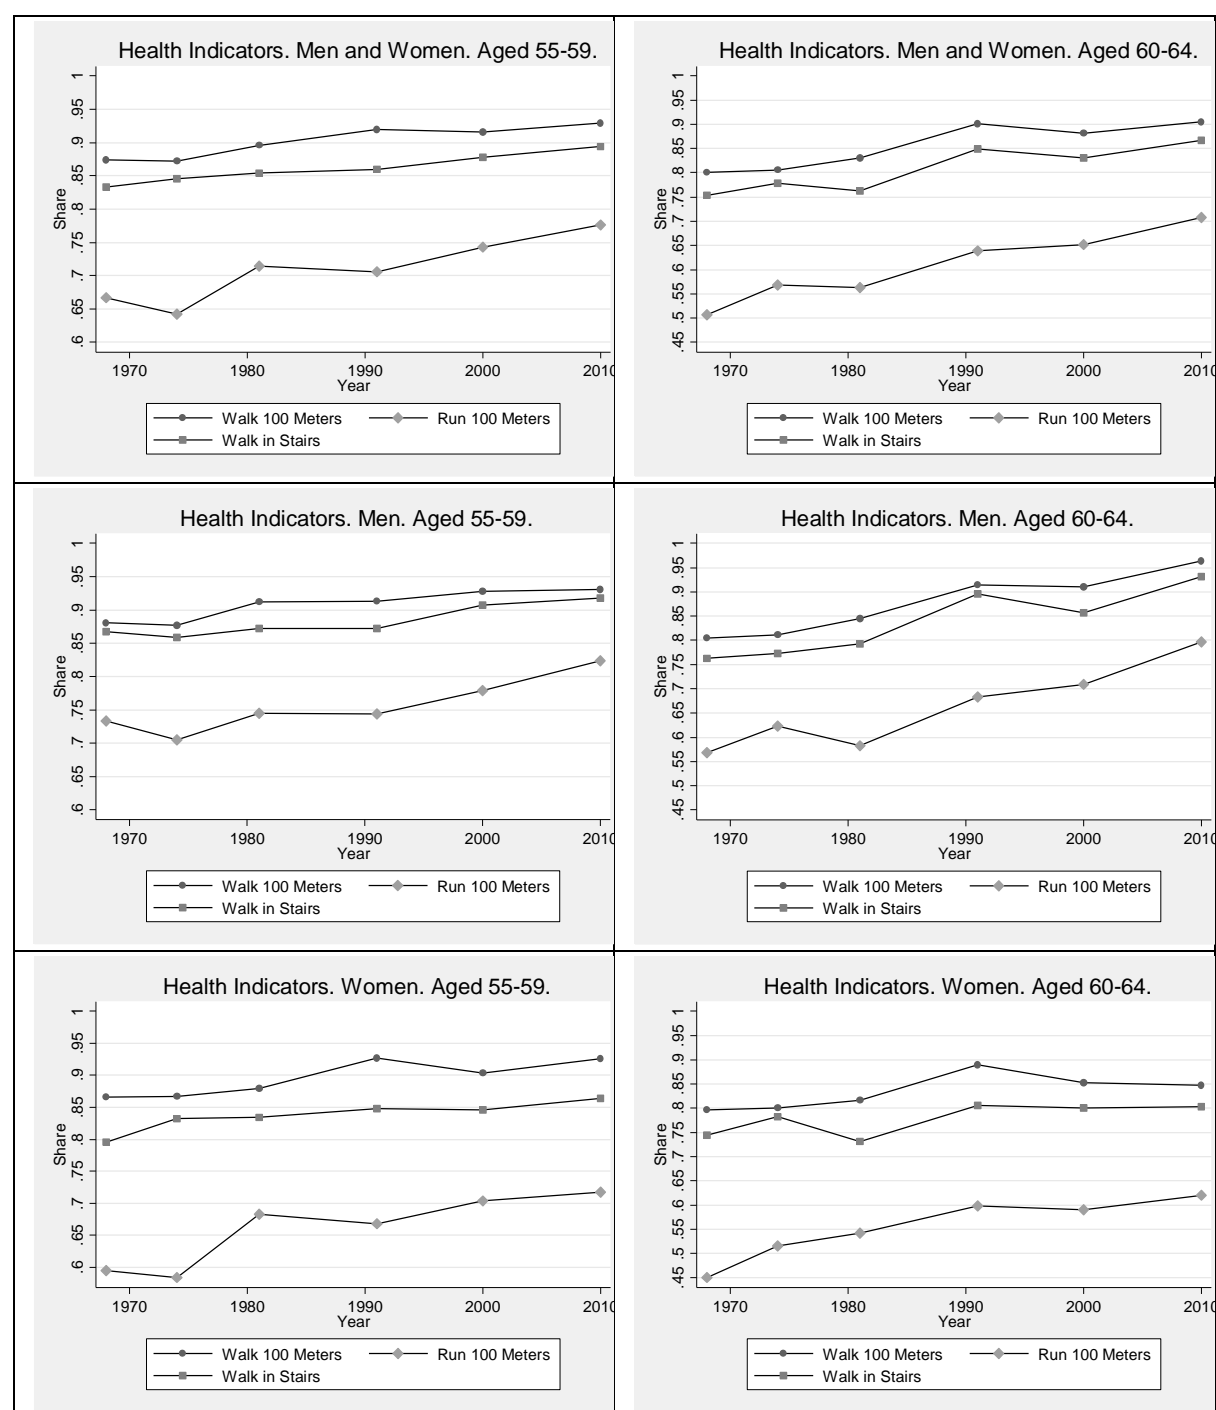 Health Indicators. Men and Women. Aged 55-59.
Share
1
.95
.9
.85
.8
.75
.7
.65
.6
1970 1980 1990 2000 2010
Year
Walk 100 Meters Run 100 Meters
Walk in Stairs
Health Indicators. Men and Women. Aged 60-64.
Share
1
.95
.9
.85
.8
.75
.7
.65
.6
.55
.5
.45
1970 1980 1990 2000 2010
Year
Walk 100 Meters Run 100 Meters
Walk in Stairs
Health Indicators. Men. Aged 55-59.
Share
1
.95
.9
.85
.8
.75
.7
.65
.6
1970 1980 1990 2000 2010
Year
Walk 100 Meters Run 100 Meters
Walk in Stairs
Health Indicators. Men. Aged 60-64.
Share
1
.95
.9
.85
.8
.75
.7
.65
.6
.55
.5
.45
1970 1980 1990 2000 2010
Year
Walk 100 Meters Run 100 Meters
Walk in Stairs
Health Indicators. Women. Aged 55-59.
Share
1
.95
.9
.85
.8
.75
.7
.65
.6
1970 1980 1990 2000 2010
Year
Walk 100 Meters Run 100 Meters
Walk in Stairs
Health Indicators. Women. Aged 60-64.
Share
1
.95
.9
.85
.8
.75
.7
.65
.6
.55
.5
.45
1970 1980 1990 2000 2010
Year
Walk 100 Meters Run 100 Meters
Walk in Stairs